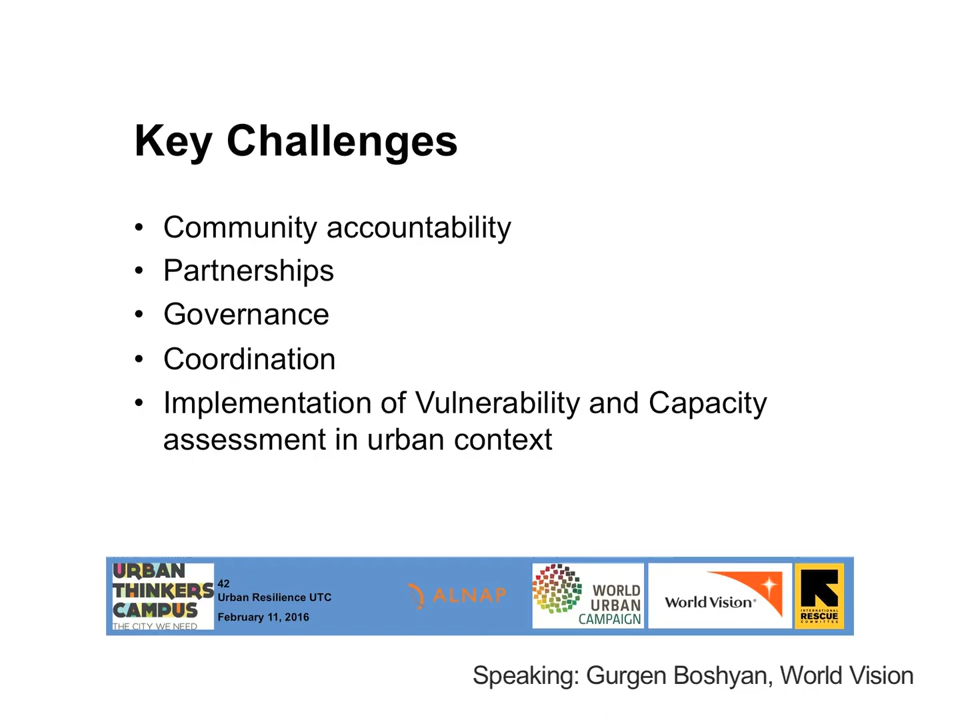 Key Challenges
• Community accountability
• Partnerships
• Governance
• Coordination
• Implementation of Vulnerability and Capacity
assessment in urban context
URBAN
THINKERS
CAMPUS
THE CITY WE NEED
42
Urban Resilience UTC
February 11, 2016
ALNAP
WORLD
URBAN
CAMPAIGN
World Vision®
INTERNATIONAL
RESCUE
COMMITTEE
Speaking: Gurgen Boshyan, World Vision